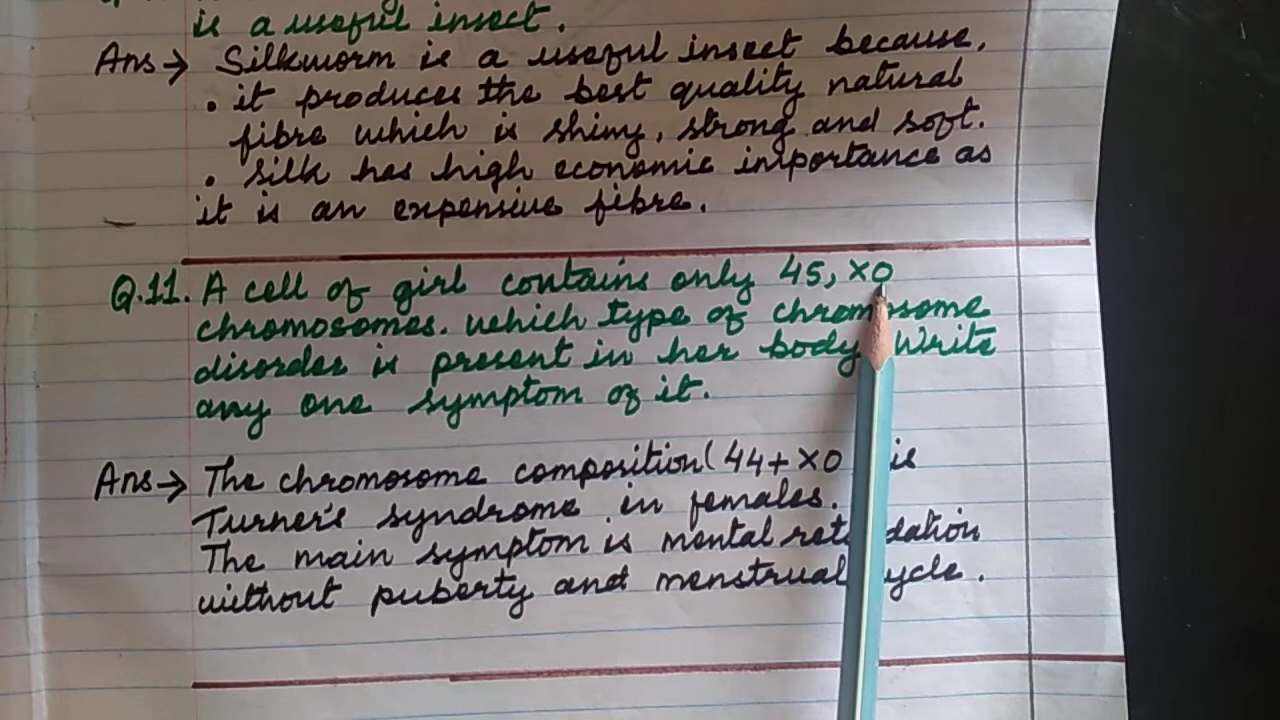 is a useful insect.
Ans → Silkworm is a useful insect because,
• it produces the best quality natural
fibre which is shiny, strong and soft.
• Silk has high economic importance as
it is an expensive fibre.
Q.11. A cell of girl contains only 45, XO
chromosomes. which type of chromosome
disorder is present in her body. Write
any one symptom of it.
Ans → The chromosome composition (44+XO is
Turner's syndrome in females.
The main symptom is mental
without puberty and menstrual